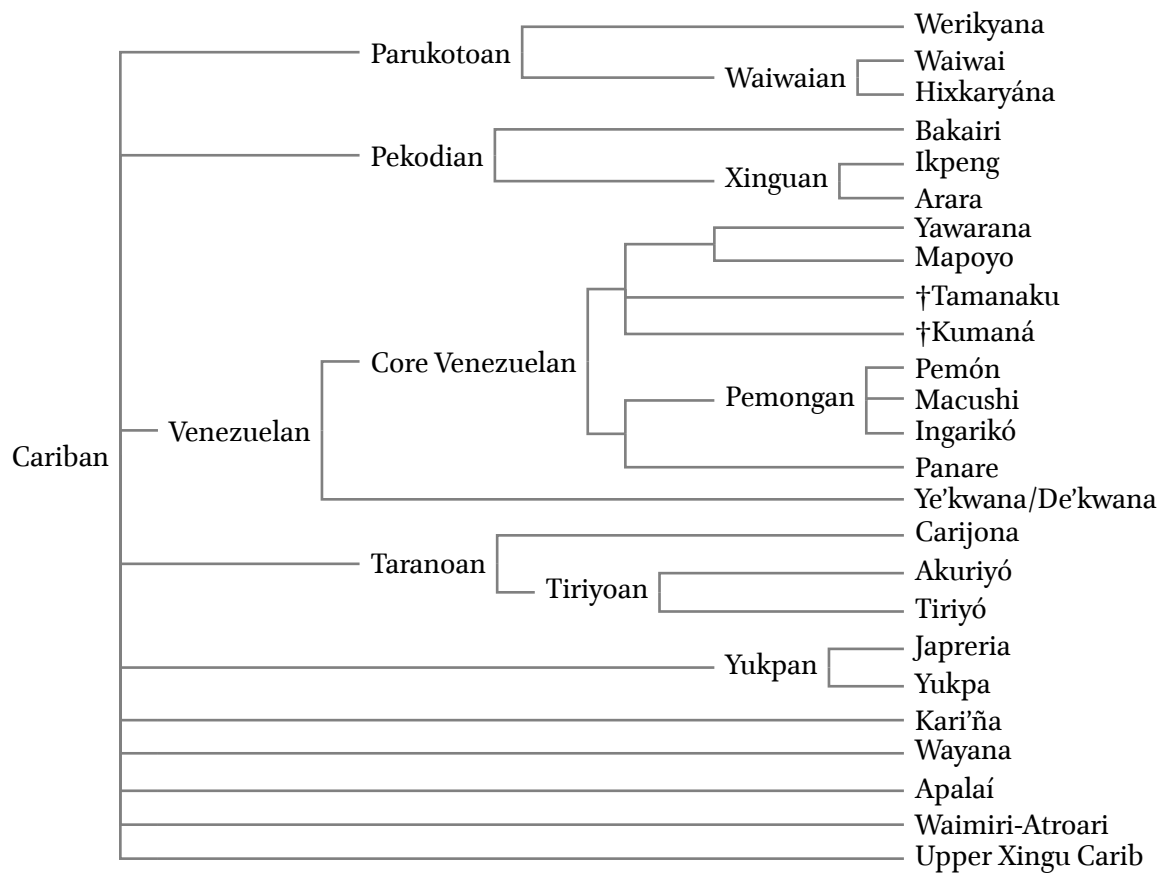 Werikyana
Parukotoan
Waiwai
Waiwaian
Hixkaryána
Bakairi
Pekodian
Ikpeng
Xinguan
Arara
Yawarana
Mapoyo
†Tamanaku
†Kumaná
Core Venezuelan
Pemón
Pemongan
Macushi
Ingarikó
Venezuelan
Cariban
Panare
Ye’kwana/De’kwana
Carijona
Taranoan
Akuriyó
Tiriyoan
Tiriyó
Japreria
Yukpan
Yukpa
Kari’ña
Wayana
Apalaí
Waimiri-Atroari
Upper Xingu Carib